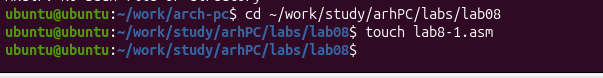 ubuntu@ubuntu:~/work/arch-pc$ cd ~/work/study/arhPC/labs/lab08
ubuntu@ubuntu:~/work/study/arhPC/labs/lab08$ touch lab8-1.asm
ubuntu@ubuntu:~/work/study/arhPC/labs/lab08$